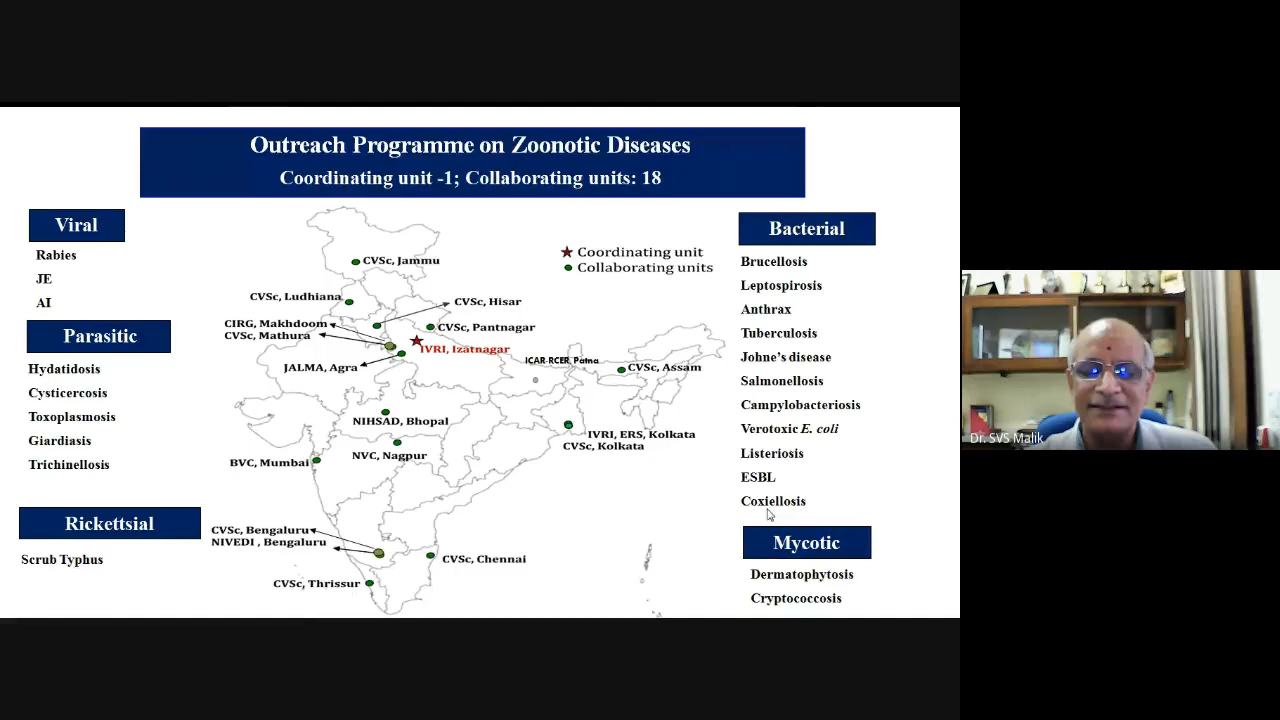 Outreach Programme on Zoonotic Diseases
Coordinating unit -1; Collaborating units: 18
Viral
Rabies
JE
AI
Parasitic
Hydatidosis
Cysticercosis
Toxoplasmosis
Giardiasis
Trichinellosis
Rickettsial
Scrub Typhus
Coordinating unit
Collaborating units
CVSc, Jammu
CVSc, Ludhiana
CVSc, Hisar
CIRG, Makhdoom
CVSc, Mathura
CVSc, Pantnagar
IVRI, Izatnagar
JALMA, Agra
ICAR-RCER, Patna
CVSc, Assam
NIHSAD, Bhopal
IVRI, ERS, Kolkata
CVSc, Kolkata
NVC, Nagpur
BVC, Mumbai
CVSc, Bengaluru
NIVEDI , Bengaluru
CVSc, Chennai
CVSc, Thrissur
Bacterial
Brucellosis
Leptospirosis
Anthrax
Tuberculosis
Johne's disease
Salmonellosis
Campylobacteriosis
Verotoxic E. coli
Listeriosis
ESBL
Coxiellosis
Mycotic
Dermatophytosis
Cryptococcosis
Dr. SVS Malik